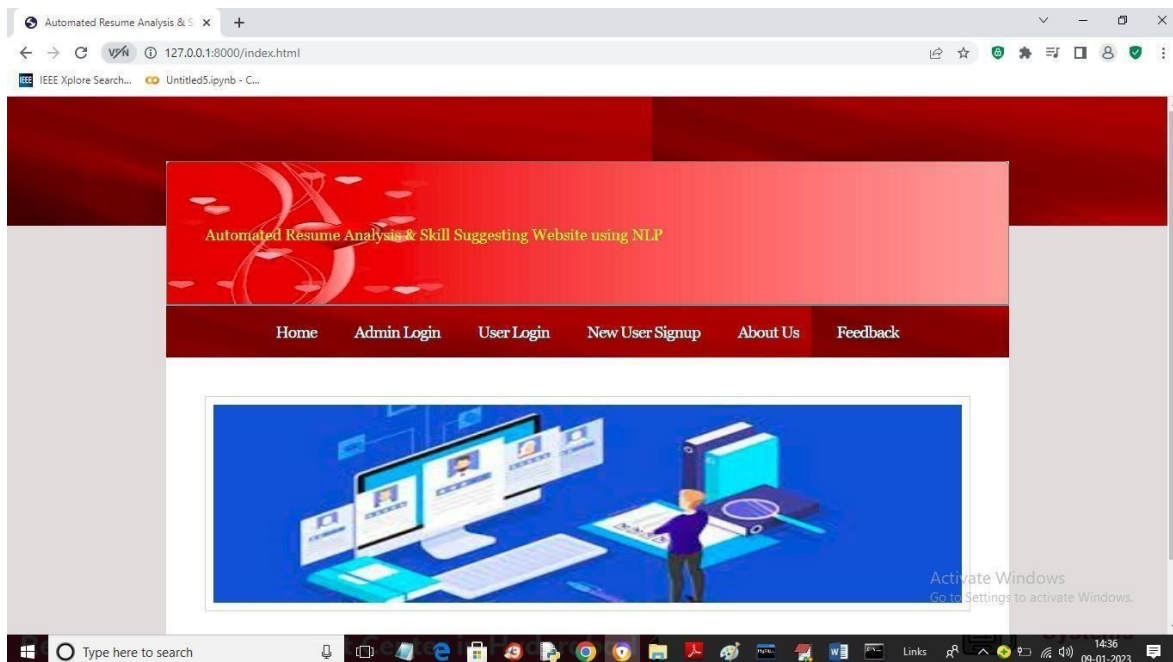 Automated Resume Analysis & S
127.0.0.1:8000/index.html
IEEE IEEE Xplore Search... CO Untitled5.ipynb - C...
Automated Resume Analysis & Skill Suggesting Website using NLP
Home Admin Login User Login New User Signup About Us Feedback
Activate Windows
Go to Settings to activate Windows.
Type here to search
Links
14:36
09-01-2023